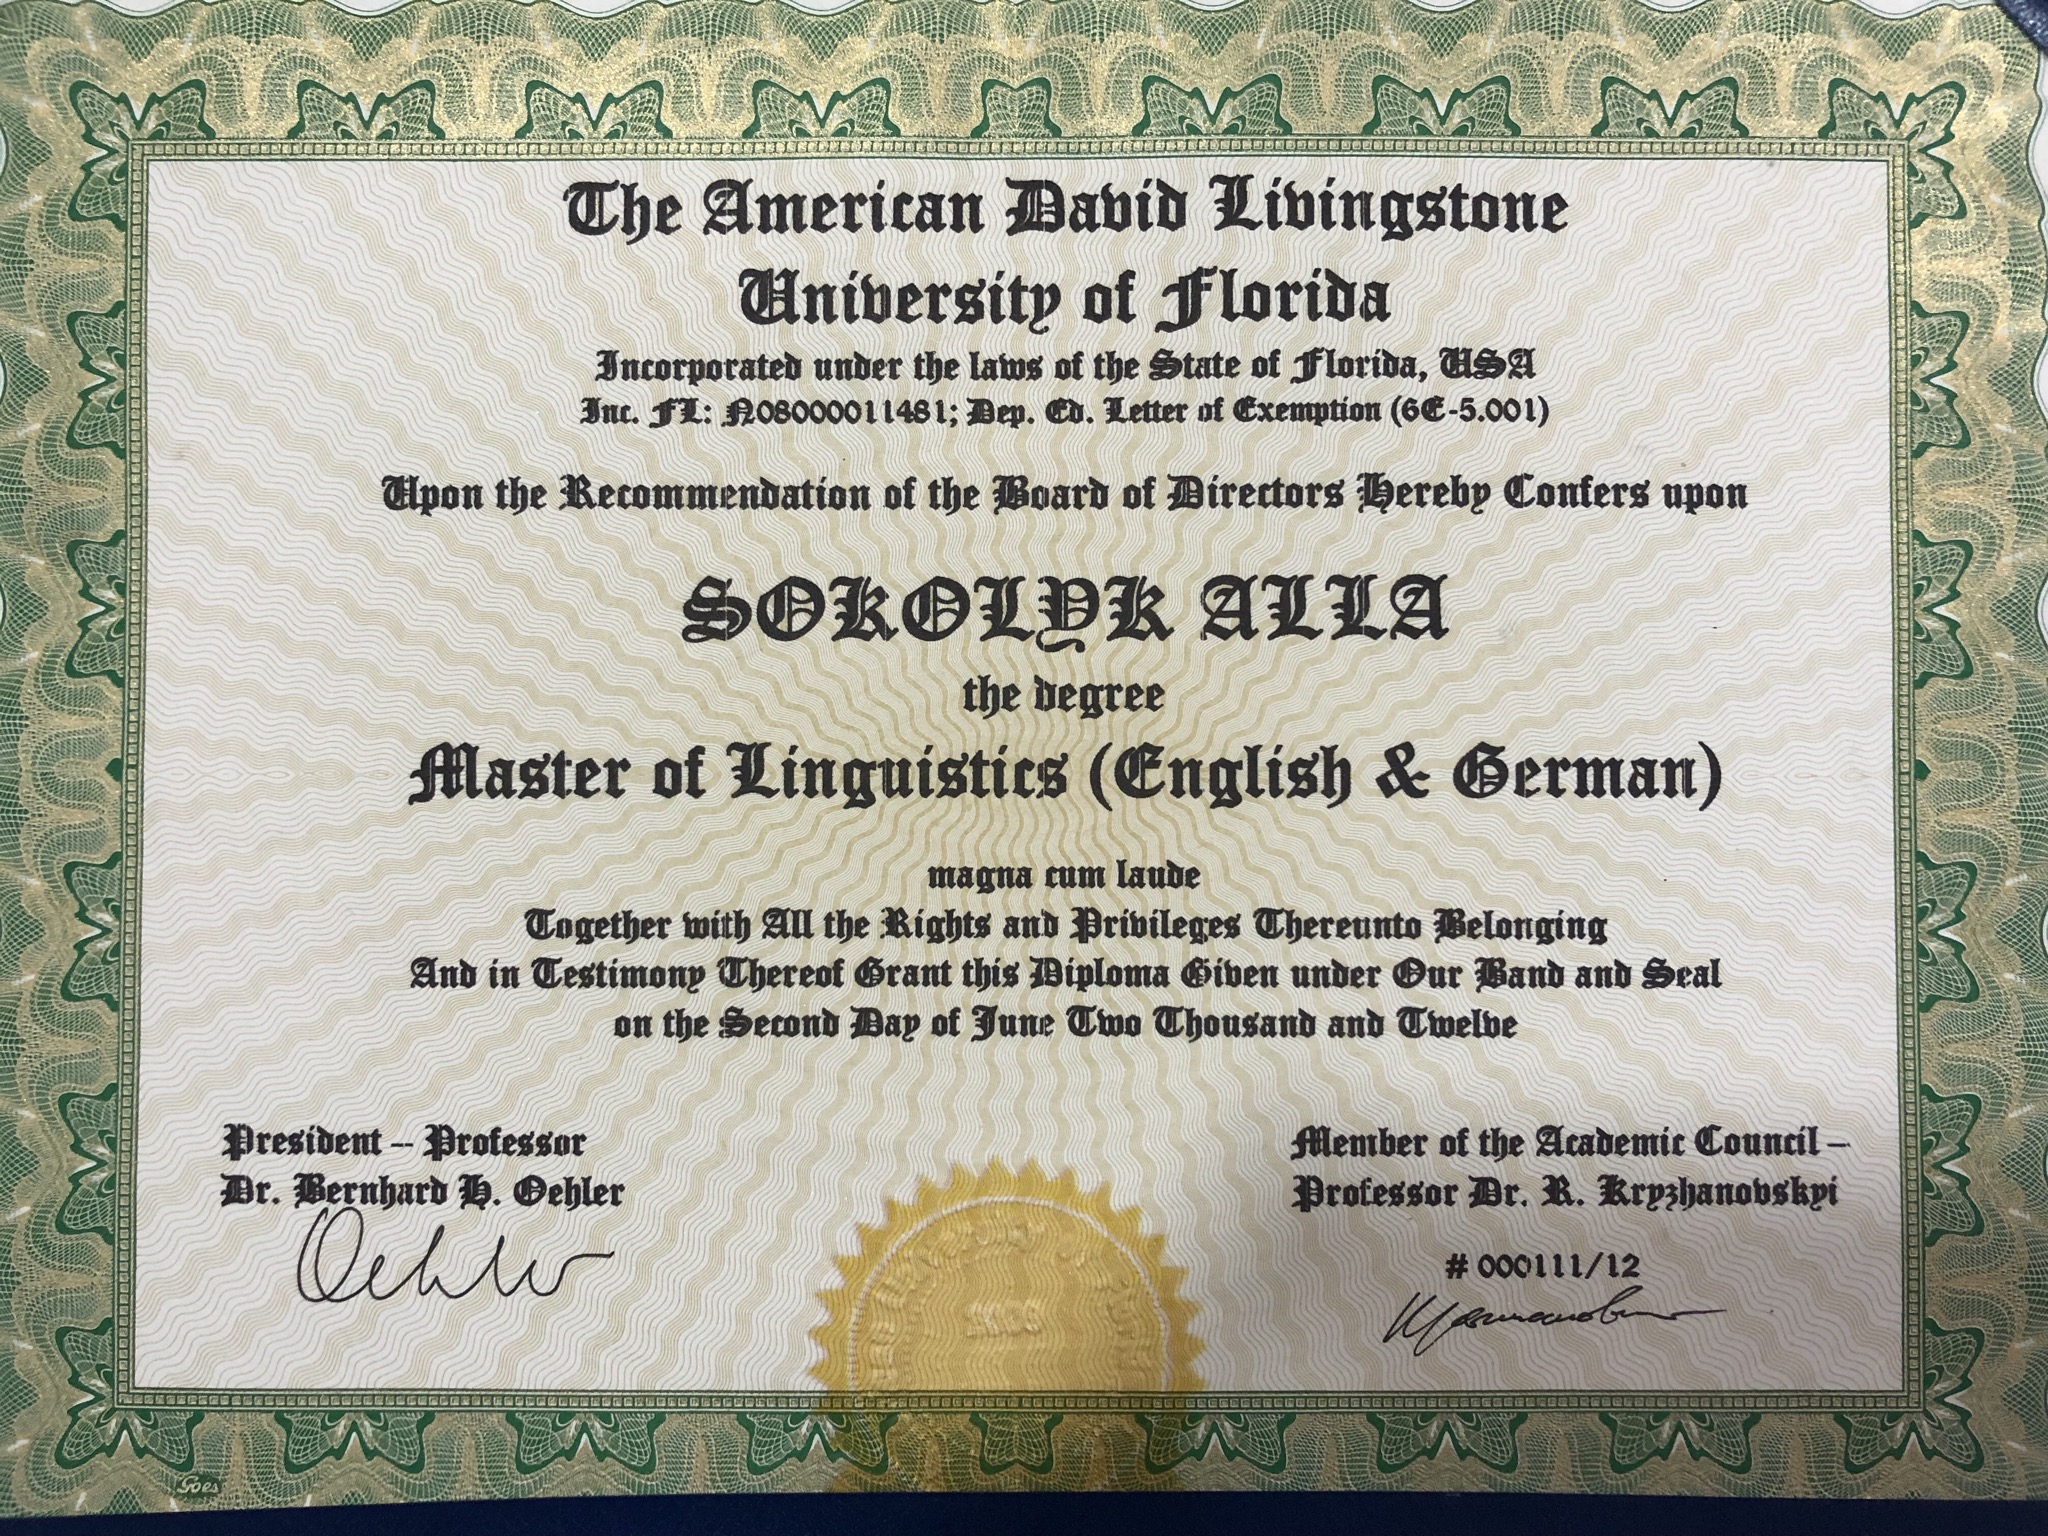 The American David Livingstone
University of Florida
Incorporated under the laws of the State of Florida, USA
Inc. FL: N08000011481; Dep. Ed. Letter of Exemption (6E-5.001)
Upon the Recommendation of the Board of Directors Hereby Confers upon
SOKOLYK ALLA
the degree
Master of Linguistics (English & German)
magna cum laude
Together with All the Rights and Privileges Thereunto Belonging
And in Testimony Thereof Grant this Diploma Given under Our Hand and Seal
on the Second Day of June Two Thousand and Twelve
President – Professor
Dr. Bernhard H. Oehler
Oehler
Member of the Academic Council –
Professor Dr. R. Kryzhanovskyi
# 000111/12
Goes